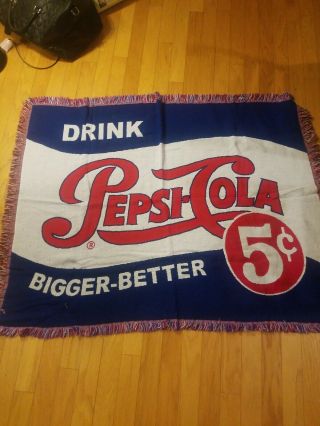 DRINK
PEPSI-COLA
®
5¢
BIGGER-BETTER